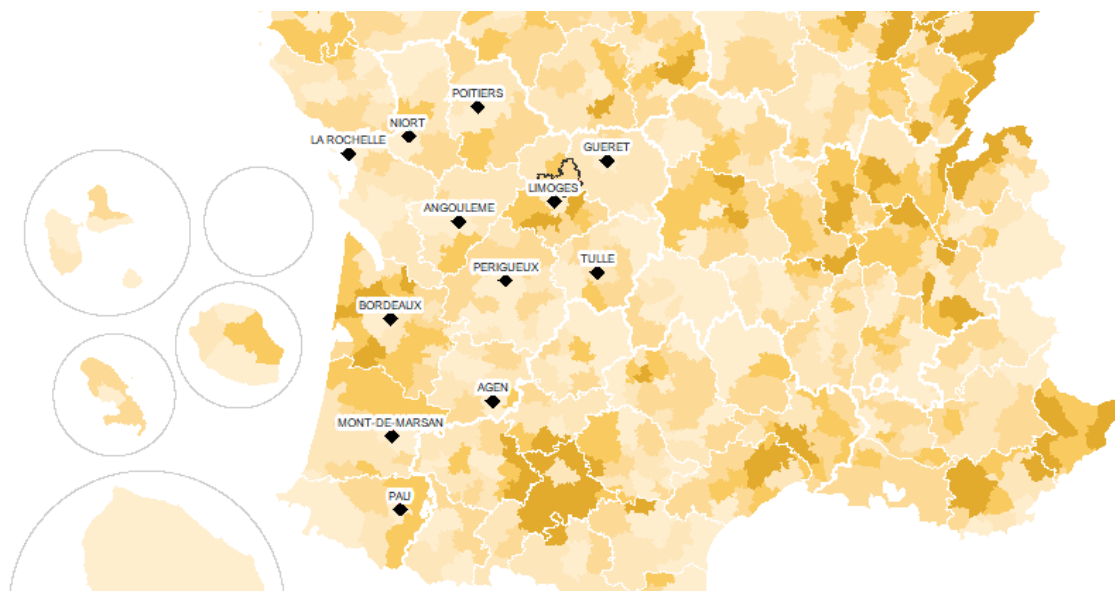 POITIERS
NIORT
LA ROCHELLE
GUERET
LIMOGES
ANGOULEME
TULLE
PERIGUEUX
BORDEAUX
AGEN
MONT-DE-MARSAN
PAU